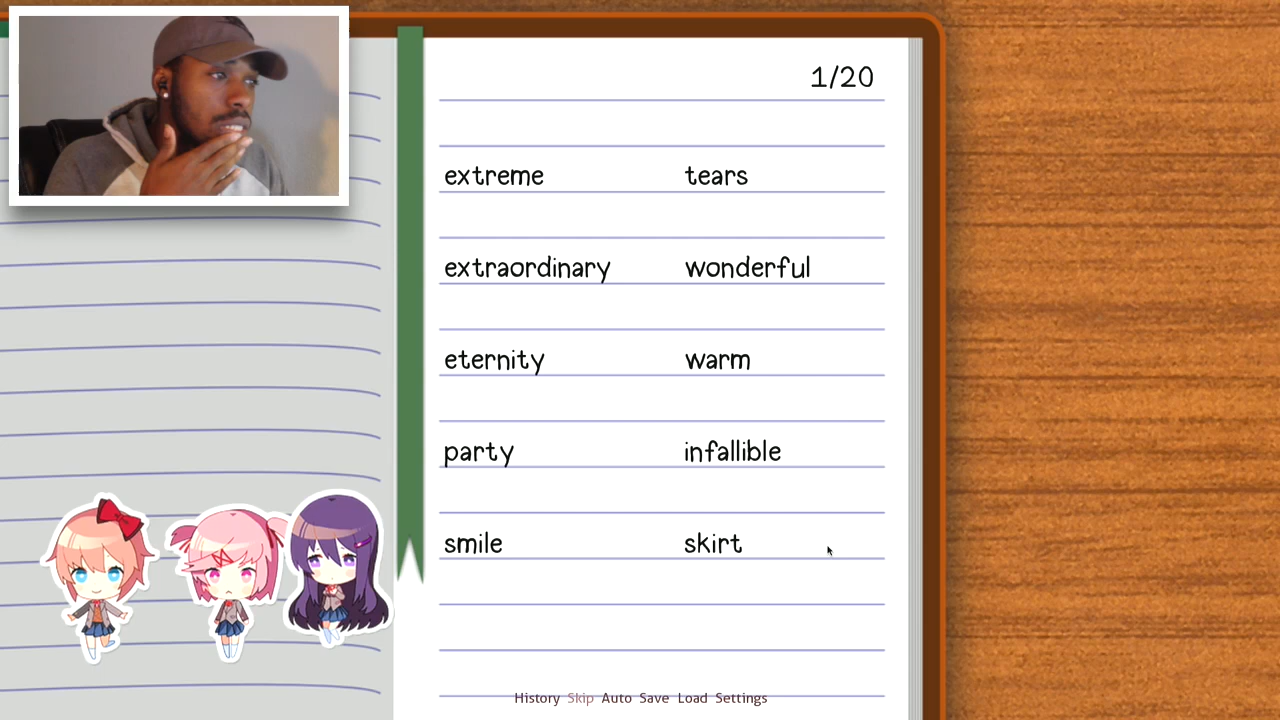 1/20
extreme tears
extraordinary wonderful
eternity warm
party infallible
smile skirt
History Skip Auto Save Load Settings